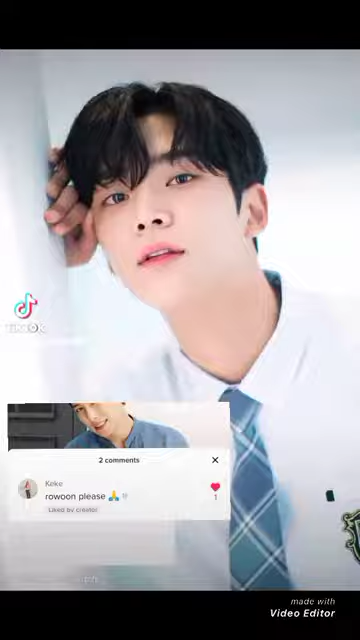 TikTok
2 comments
Keke
rowoon please 🙏
1
Liked by creator
made with
Video Editor